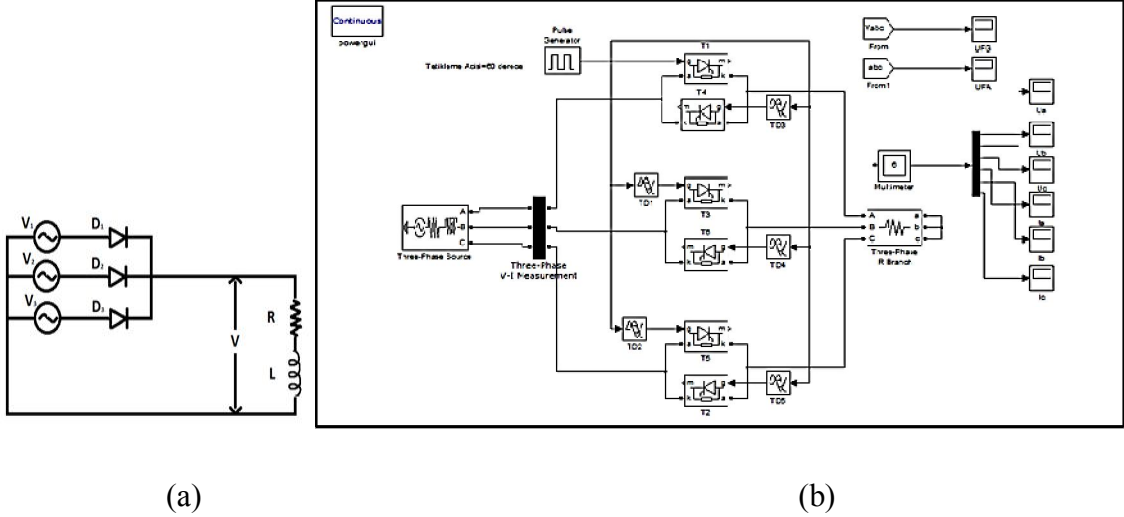 V₁
D₁
V₂
D₂
V₃
D₃
V
R
L
(a)
Continuous
powergui
Pulse
Generator
Tetikleme Acisi=60 derece
T1
g
m
a
k
T4
m
g
k
a
TD3
TD1
g
m
a
k
T3
T6
m
g
k
a
TD4
TD2
g
m
a
k
T5
m
g
k
a
T2
TD5
A
B
C
Three-Phase Source
Three-Phase
V-I Measurement
A
a
B
b
C
c
Three-Phase
R Branch
Vabc
From
UFG
From1
UFA
6
Multimeter
Ua
Ub
Uc
Ib
Ic
(b)